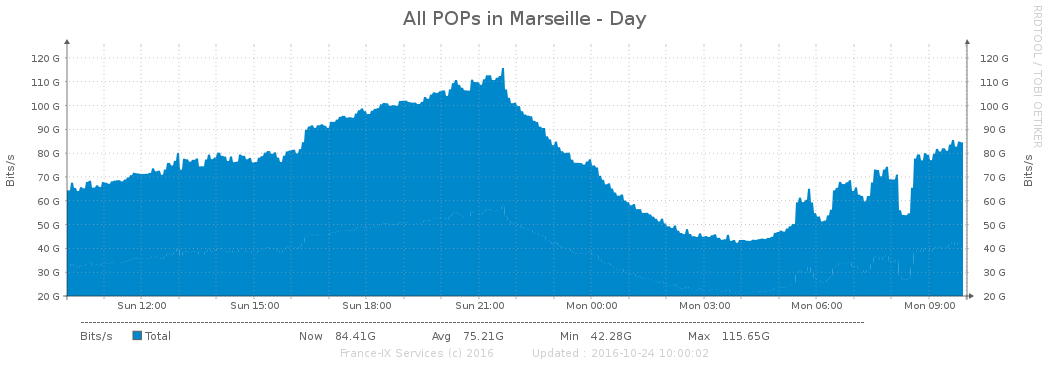 All POPs in Marseille - Day
RRDTOOL / TOBI OETIKER
120 G 120 G
110 G 110 G
100 G 100 G
90 G 90 G
80 G 80 G
70 G 70 G
60 G 60 G
50 G 50 G
40 G 40 G
30 G 30 G
20 G 20 G
Bits/s Bits/s
Sun 12:00 Sun 15:00 Sun 18:00 Sun 21:00 Mon 00:00 Mon 03:00 Mon 06:00 Mon 09:00
Bits/s Total Now 84.41G Avg 75.21G Min 42.28G Max 115.65G
France-IX Services (c) 2016 Updated : 2016-10-24 10:00:02